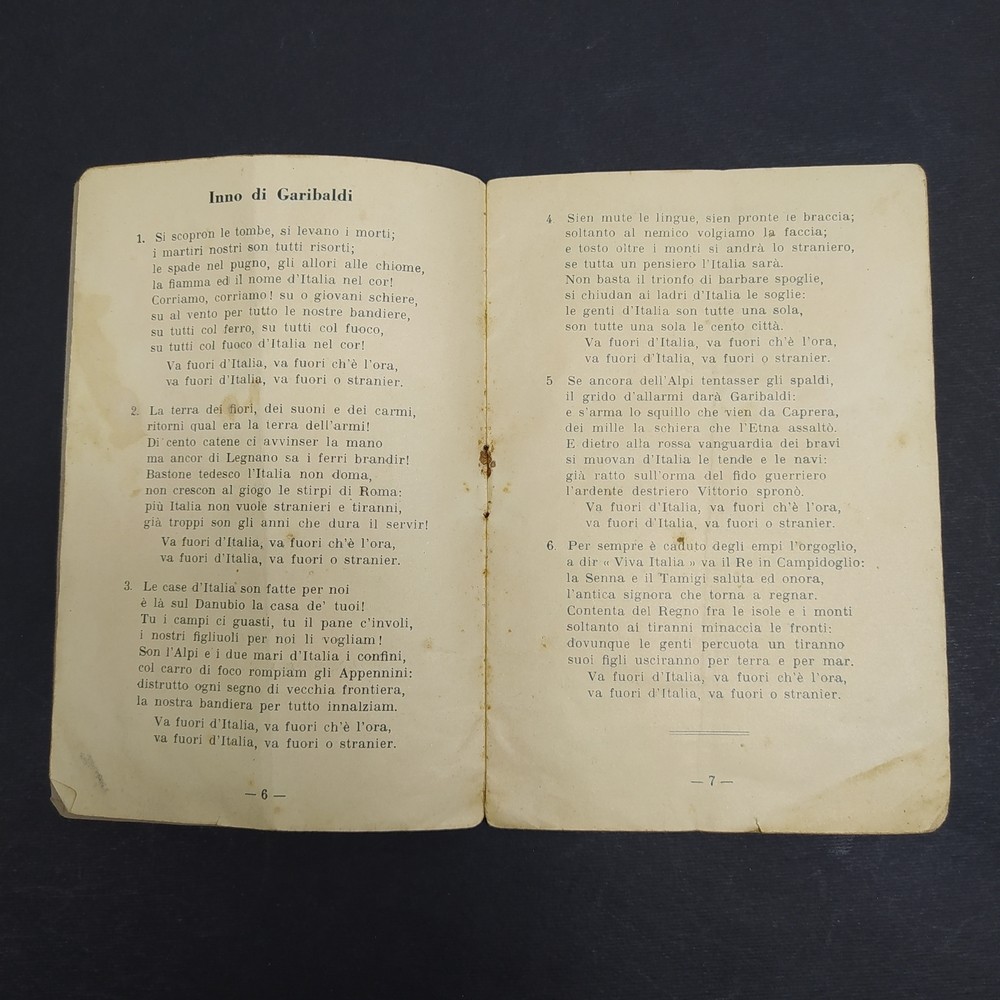 Inno di Garibaldi
1. Si scopron le tombe, si levano i morti;
i martiri nostri son tutti risorti;
le spade nel pugno, gli allori alle chiome,
la fiamma ed il nome d'Italia nel cor!
Corriamo, corriamo! su o giovani schiere,
su al vento per tutto le nostre bandiere,
su tutti col ferro, su tutti col fuoco,
su tutti col fuoco d'Italia nel cor!
Va fuori d'Italia, va fuori ch'è l'ora,
va fuori d'Italia, va fuori o stranier.
2. La terra dei fiori, dei suoni e dei carmi,
ritorni qual era la terra dell'armi!
Di cento catene ci avvinser la mano
ma ancor di Legnano sa i ferri brandir!
Bastone tedesco l'Italia non doma,
non crescon al giogo le stirpi di Roma:
più Italia non vuole stranieri e tiranni,
già troppi son gli anni che dura il servir!
Va fuori d'Italia, va fuori ch'è l'ora,
va fuori d'Italia, va fuori o stranier.
3. Le case d'Italia son fatte per noi
è là sul Danubio la casa de' tuoi!
Tu i campi ci guasti, tu il pane c'involi,
i nostri figliuoli per noi li vogliam!
Son l'Alpi e i due mari d'Italia i confini,
col carro di foco rompiam gli Appennini:
distrutto ogni segno di vecchia frontiera,
la nostra bandiera per tutto innalziam.
Va fuori d'Italia, va fuori ch'è l'ora,
va fuori d'Italia, va fuori o stranier.
— 6 —
4 Sien mute le lingue, sien pronte le braccia;
soltanto al nemico volgiamo la faccia;
e tosto oltre i monti si andrà lo straniero,
se tutta un pensiero l'Italia sarà.
Non basta il trionfo di barbare spoglie,
si chiudan ai ladri d'Italia le soglie:
le genti d'Italia son tutte una sola,
son tutte una sola le cento città.
Va fuori d'Italia, va fuori ch'è l'ora,
va fuori d'Italia, va fuori o stranier.
5 Se ancora dell'Alpi tentasser gli spaldi,
il grido d'allarmi darà Garibaldi:
e s'arma lo squillo che vien da Caprera,
dei mille la schiera che l'Etna assaltò.
E dietro alla rossa vanguardia dei bravi
si muovan d'Italia le tende e le navi:
già ratto sull'orma del fido guerriero
l'ardente destriero Vittorio spronò.
Va fuori d'Italia, va fuori ch'è l'ora,
va fuori d'Italia, va fuori o stranier.
6. Per sempre è caduto degli empi l'orgoglio,
a dir « Viva Italia » va il Re in Campidoglio:
la Senna e il Tamigi saluta ed onora,
l'antica signora che torna a regnar.
Contenta del Regno fra le isole e i monti
soltanto ai tiranni minaccia le fronti:
dovunque le genti percuota un tiranno
suoi figli usciranno per terra e per mar.
Va fuori d'Italia, va fuori ch'è l'ora,
va fuori d'Italia, va fuori o stranier.
— 7 —